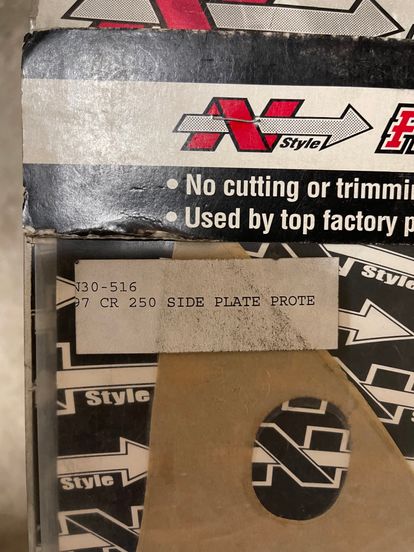 N
Style
• No cutting or trimmin
• Used by top factory p
N30-516
97 CR 250 SIDE PLATE PROTE
Style
Style
Style
N